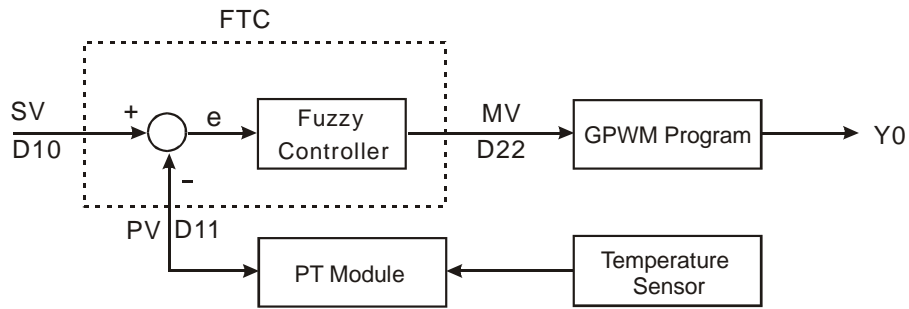 FTC
SV
D10
+
e
Fuzzy
Controller
MV
D22
GPWM Program
Y0
–
PV
D11
PT Module
Temperature
Sensor